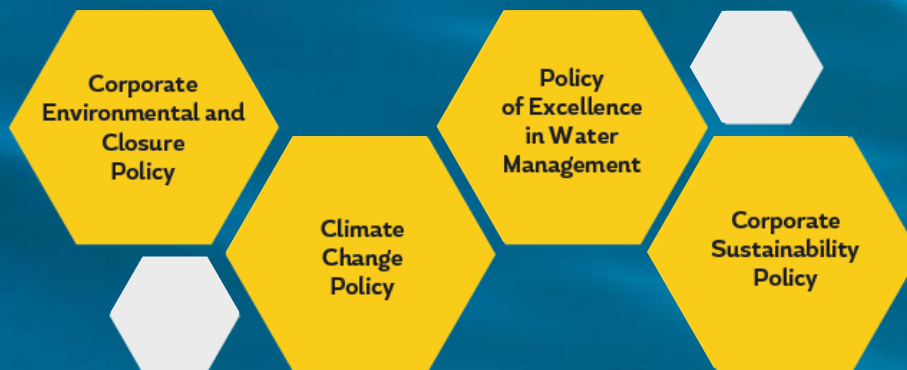 Corporate
Environmental and
Closure
Policy
Climate
Change
Policy
Policy
of Excellence
in Water
Management
Corporate
Sustainability
Policy